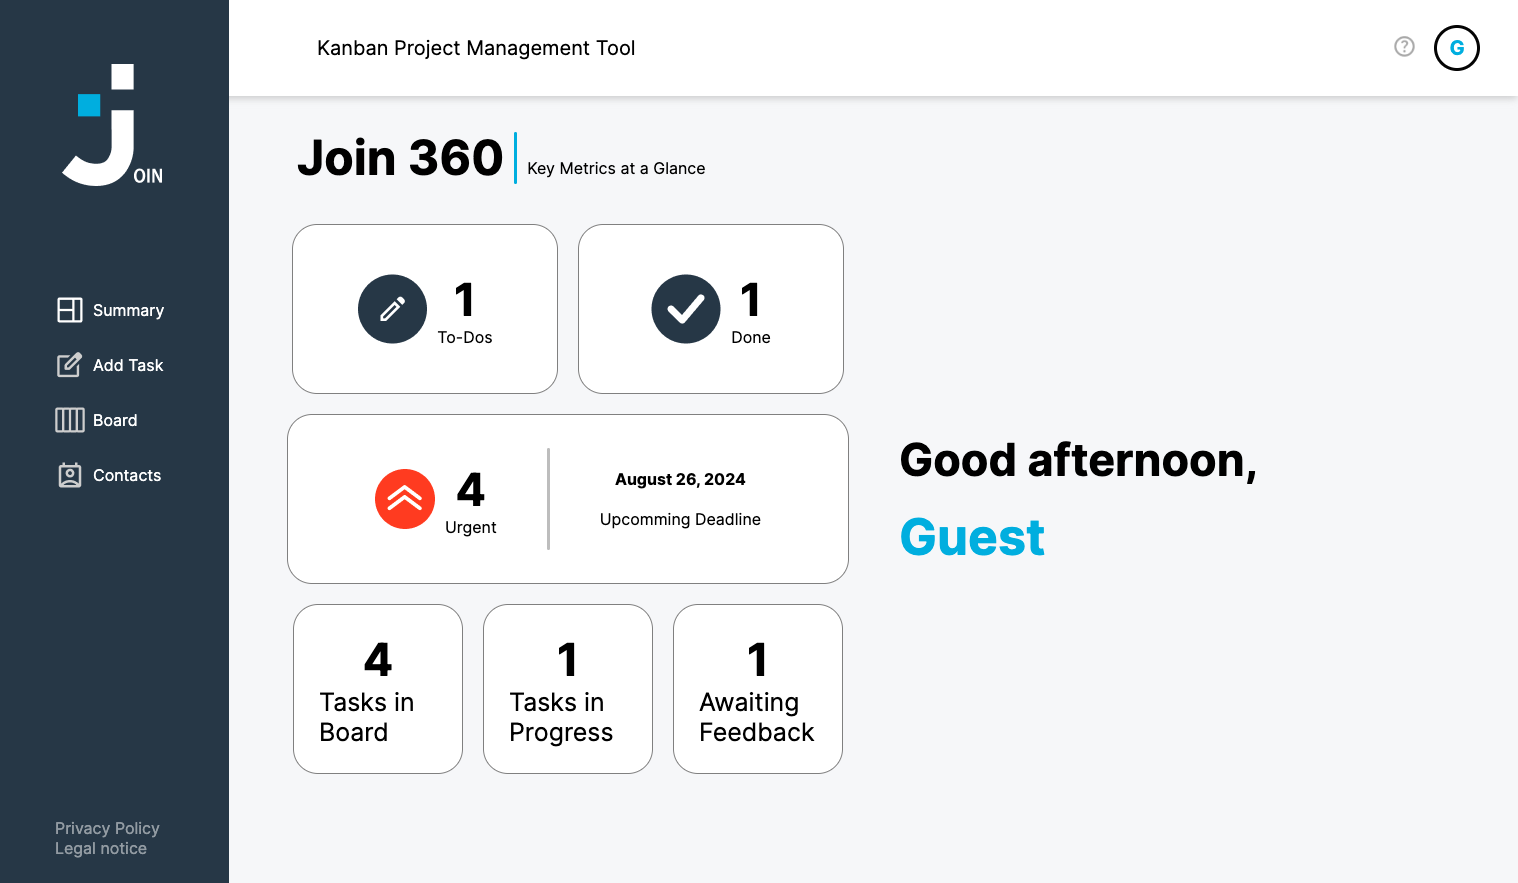 JOIN
Summary
Add Task
Board
Contacts
Privacy Policy
Legal notice
Kanban Project Management Tool
G
Join 360
Key Metrics at a Glance
1
To-Dos
1
Done
4
Urgent
August 26, 2024
Upcomming Deadline
4
Tasks in
Board
1
Tasks in
Progress
1
Awaiting
Feedback
Good afternoon,
Guest